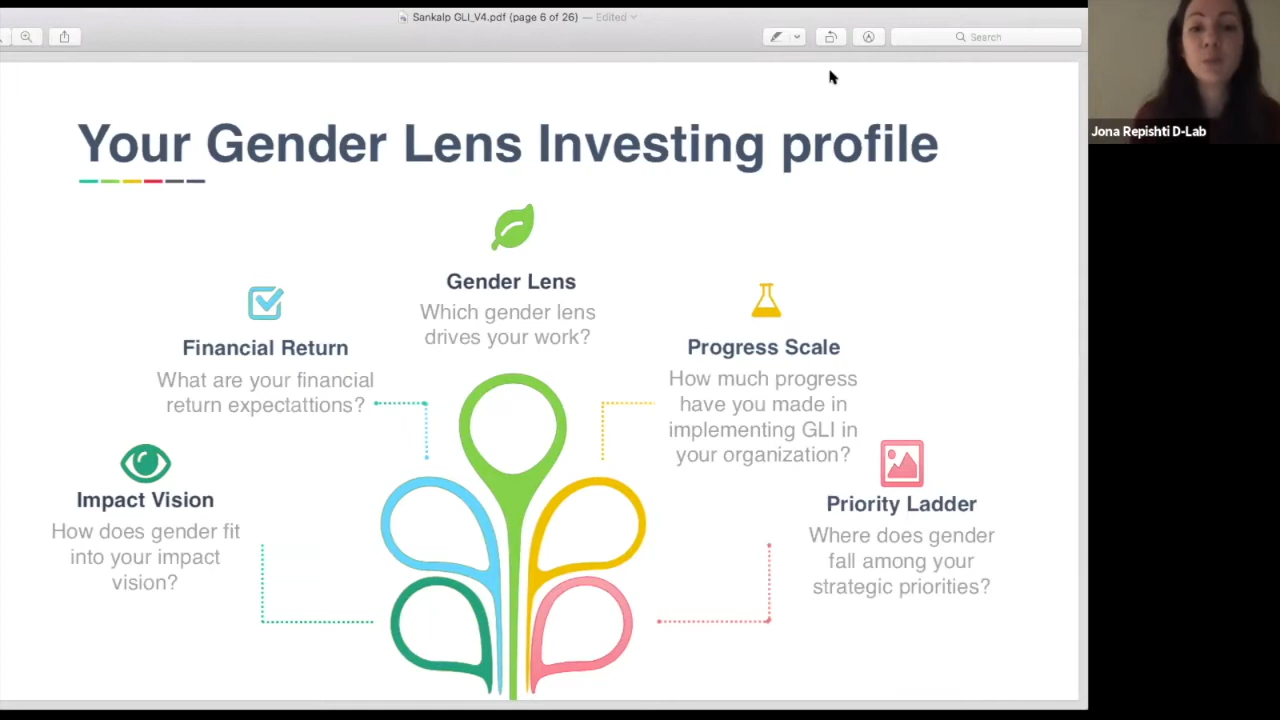 Sankalp GLI_V4.pdf (page 6 of 26) — Edited
Search
Jona Repishti D-Lab
Your Gender Lens Investing profile
Gender Lens
Which gender lens
drives your work?
Financial Return
What are your financial
return expectattions?
Progress Scale
How much progress
have you made in
implementing GLI in
your organization?
Impact Vision
How does gender fit
into your impact
vision?
Priority Ladder
Where does gender
fall among your
strategic priorities?